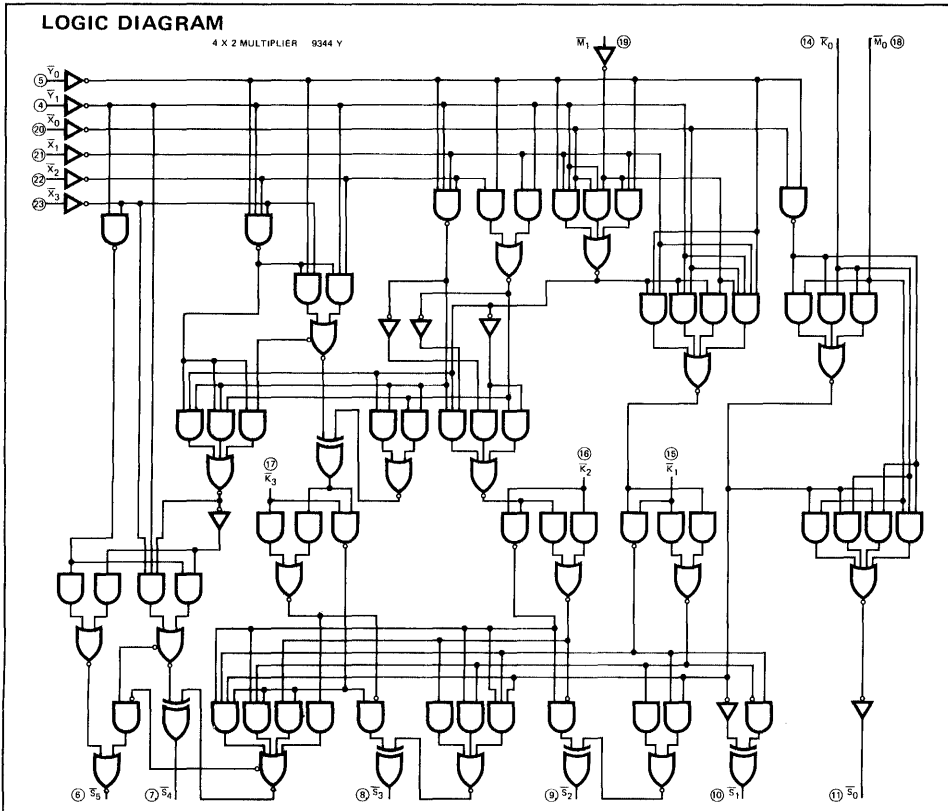 LOGIC DIAGRAM
4 X 2 MULTIPLIER 9344 Y
M̅₁ ⑲
⑭ K̅₀
M̅₀ ⑱
⑤ Y̅₀
④ Y̅₁
⑳ X̅₀
㉑ X̅₁
㉒ X̅₂
㉓ X̅₃
⑰
K̅₃
⑯
K̅₂
⑮
K̅₁
⑥ S̅₅
⑦ S̅₄
⑧ S̅₃
⑨ S̅₂
⑩ S̅₁
⑪ S̅₀